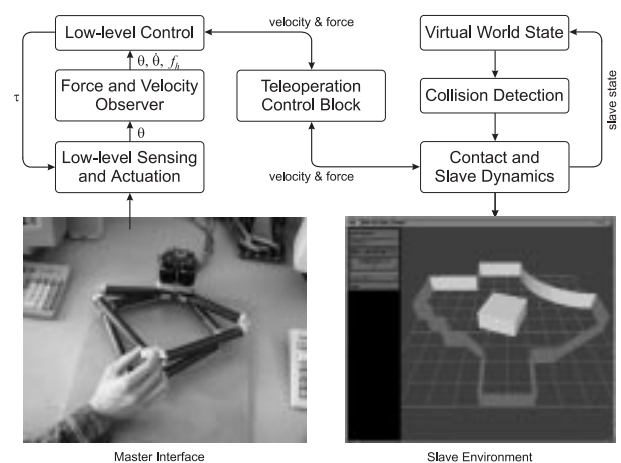 Low-level Control
velocity & force
Virtual World State
θ, θ̇, f_h
Force and Velocity
Observer
Teleoperation
Control Block
Collision Detection
τ
slave state
θ
Low-level Sensing
and Actuation
velocity & force
Contact and
Slave Dynamics
Master Interface
Slave Environment